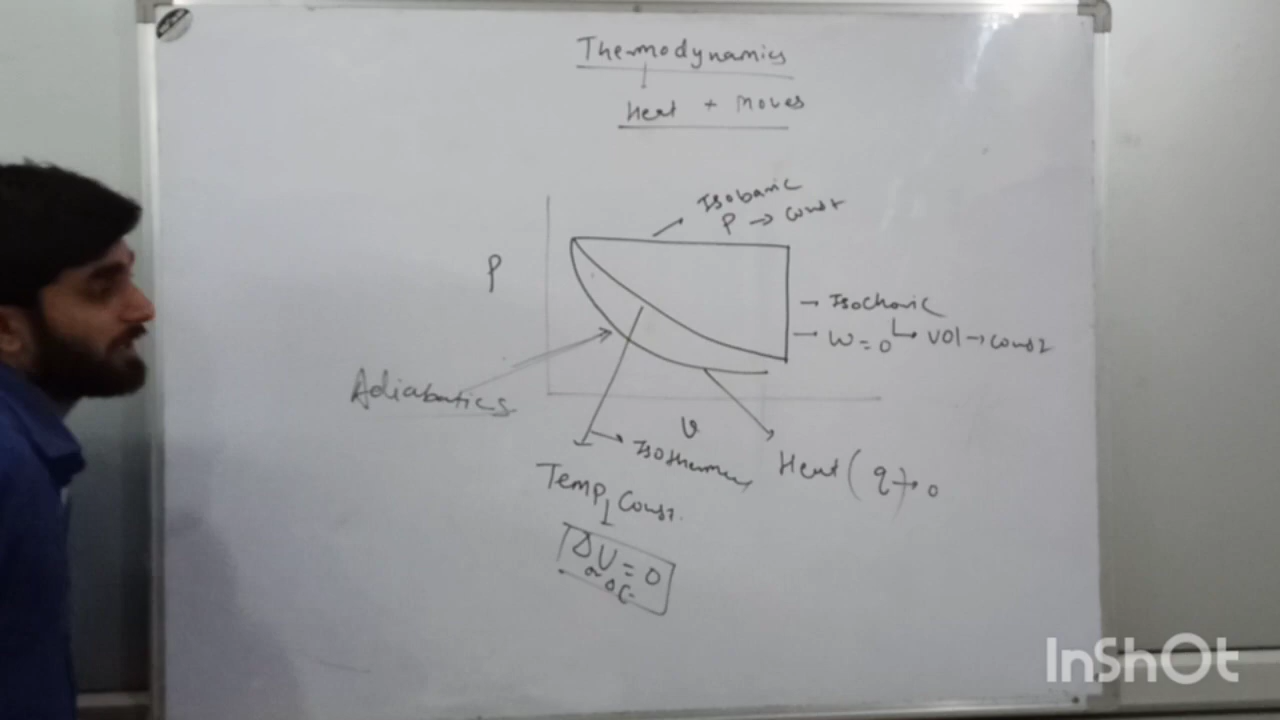 Thermodynamics
Heat + Moves
Isobaric
P → const
P
→ Isochoric
→ W = 0 ↳ Vol → const
Adiabatics
V
→ Isothermal
Heat (q) → 0
Temp Const.
ΔU = 0
InShOt